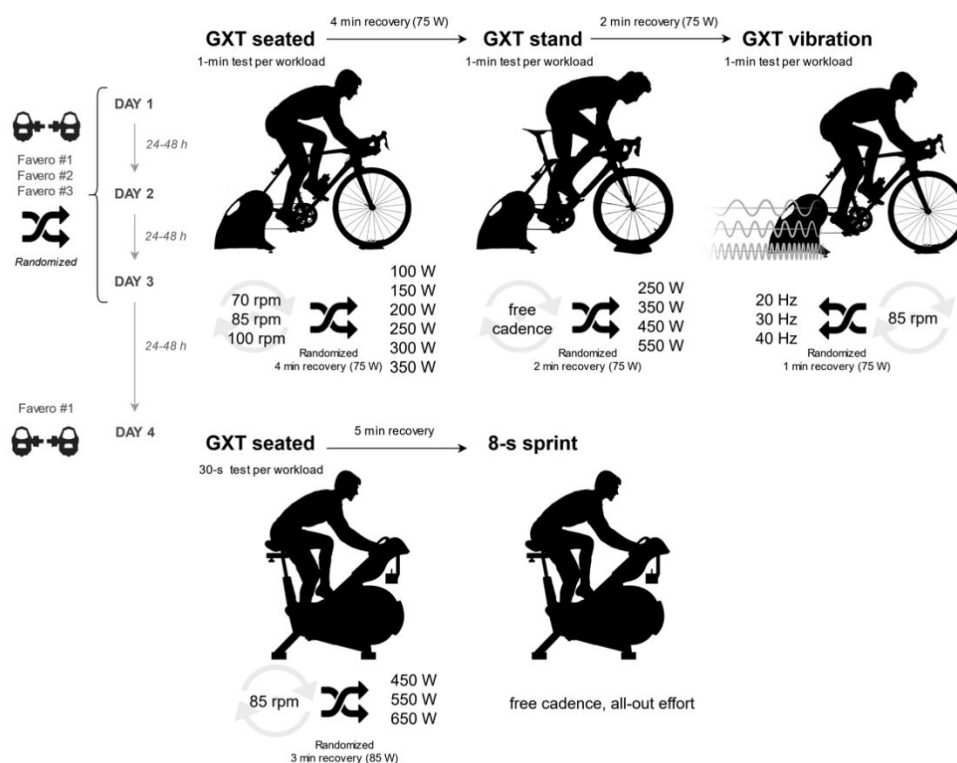 4 min recovery (75 W)
2 min recovery (75 W)
GXT seated
GXT stand
GXT vibration
1-min test per workload
1-min test per workload
1-min test per workload
DAY 1
24-48 h
Favero #1
Favero #2
Favero #3
DAY 2
24-48 h
Randomized
DAY 3
70 rpm
85 rpm
100 rpm
Randomized
4 min recovery (75 W)
100 W
150 W
200 W
250 W
300 W
350 W
free
cadence
Randomized
2 min recovery (75 W)
250 W
350 W
450 W
550 W
20 Hz
30 Hz
40 Hz
Randomized
1 min recovery (75 W)
85 rpm
24-48 h
Favero #1
DAY 4
GXT seated
5 min recovery
8-s sprint
30-s test per workload
85 rpm
Randomized
3 min recovery (85 W)
450 W
550 W
650 W
free cadence, all-out effort